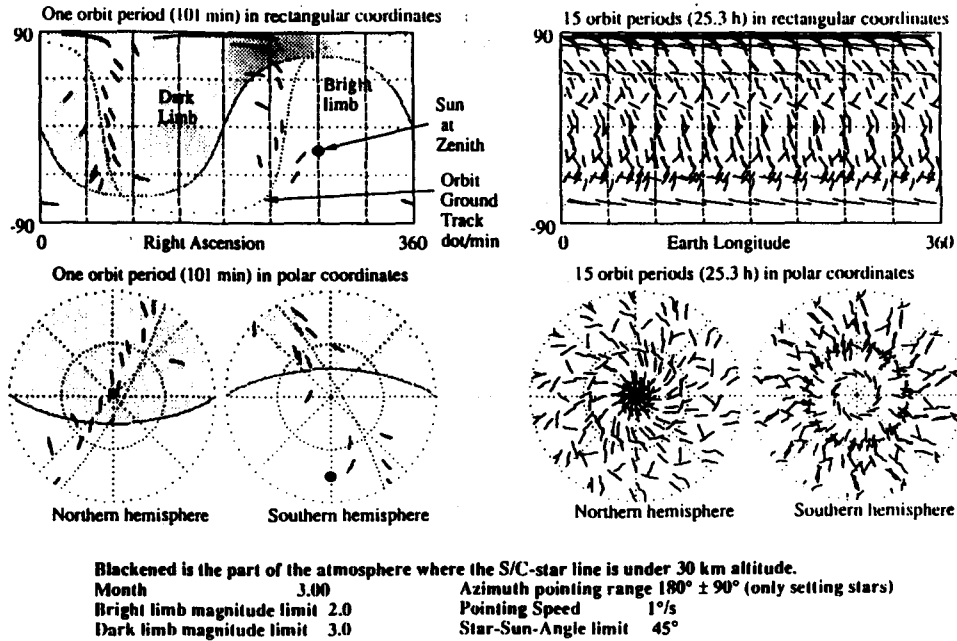 One orbit period (101 min) in rectangular coordinates
90
Dark
Limb
Bright
limb
Sun
at
Zenith
Orbit
Ground
Track
dot/min
-90
0
Right Ascension
360
15 orbit periods (25.3 h) in rectangular coordinates
90
-90
0
Earth Longitude
360
One orbit period (101 min) in polar coordinates
Northern hemisphere
Southern hemisphere
15 orbit periods (25.3 h) in polar coordinates
Northern hemisphere
Southern hemisphere
Blackened is the part of the atmosphere where the S/C-star line is under 30 km altitude.
Month 3.00
Azimuth pointing range 180° ± 90° (only setting stars)
Bright limb magnitude limit 2.0
Pointing Speed 1°/s
Dark limb magnitude limit 3.0
Star-Sun-Angle limit 45°